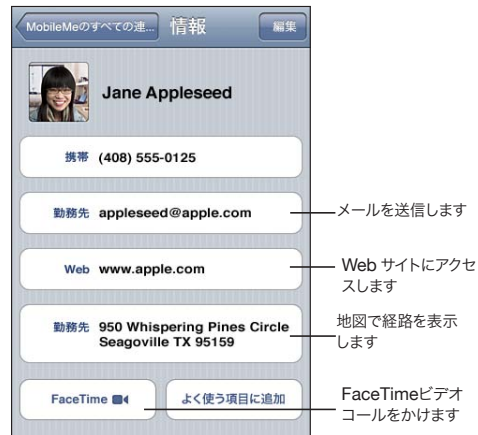 MobileMeのすべての連...
情報
編集
Jane Appleseed
携帯 (408) 555-0125
勤務先 appleseed@apple.com
メールを送信します
Web www.apple.com
Web サイトにアクセ
スします
勤務先 950 Whispering Pines Circle
Seagoville TX 95159
地図で経路を表示
します
FaceTime
よく使う項目に追加
FaceTimeビデオ
コールをかけます